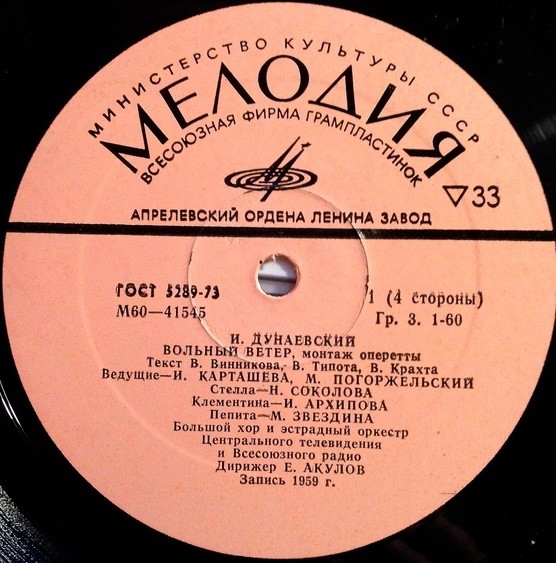 МИНИСТЕРСТВО КУЛЬТУРЫ СССР
МЕЛОДИЯ
ВСЕСОЮЗНАЯ ФИРМА ГРАМПЛАСТИНОК
33
АПРЕЛЕВСКИЙ ОРДЕНА ЛЕНИНА ЗАВОД
ГОСТ 5289-73
1 (4 стороны)
М60—41545
Гр. 3. 1-60
И. ДУНАЕВСКИЙ
ВОЛЬНЫЙ ВЕТЕР, монтаж оперетты
Текст В. Винникова, В. Типота, В. Крахта
Ведущие—И. КАРТАШЕВА, М. ПОГОРЖЕЛЬСКИЙ
Стелла—Н. СОКОЛОВА
Клементина—И. АРХИПОВА
Пепита—М. ЗВЕЗДИНА
Большой хор и эстрадный оркестр
Центрального телевидения
и Всесоюзного радио
Дирижер Е. АКУЛОВ
Запись 1959 г.